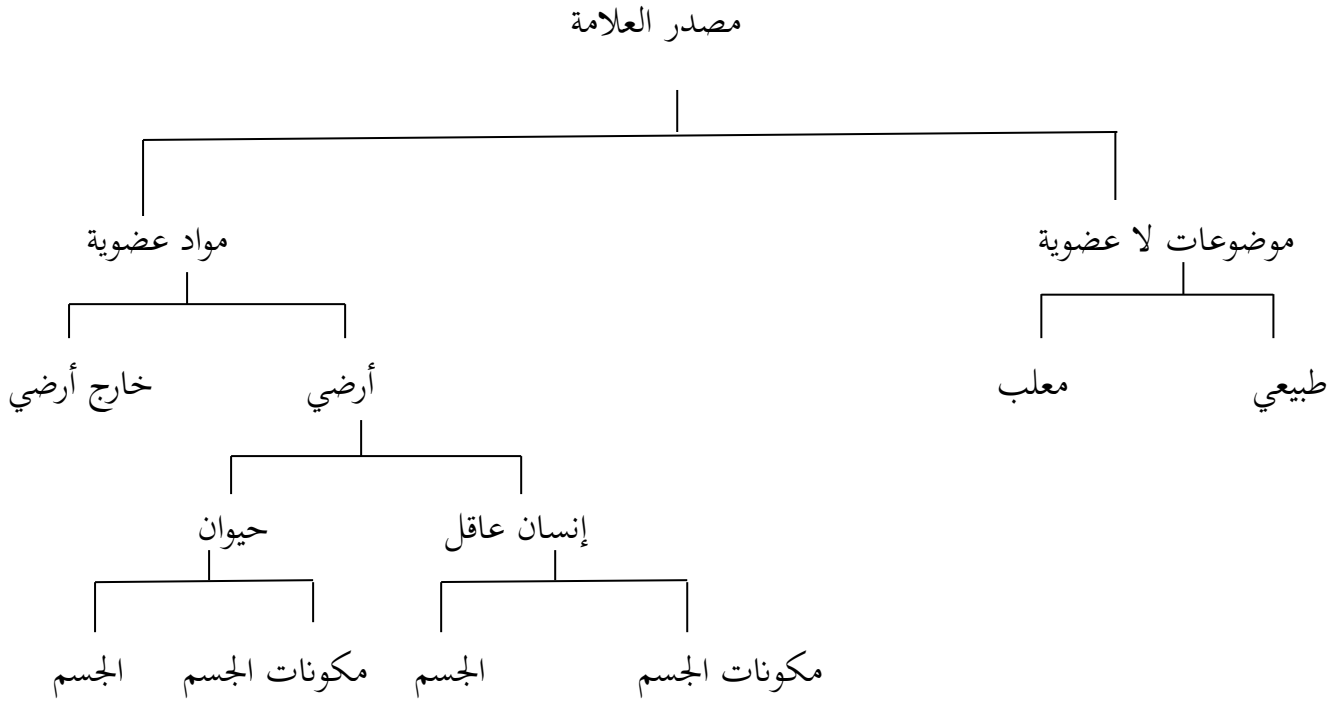 مصدر العلامة
موضوعات لا عضوية
مواد عضوية
طبيعي
معلب
أرضي
خارج أرضي
إنسان عاقل
حيوان
مكونات الجسم
الجسم
مكونات الجسم
الجسم